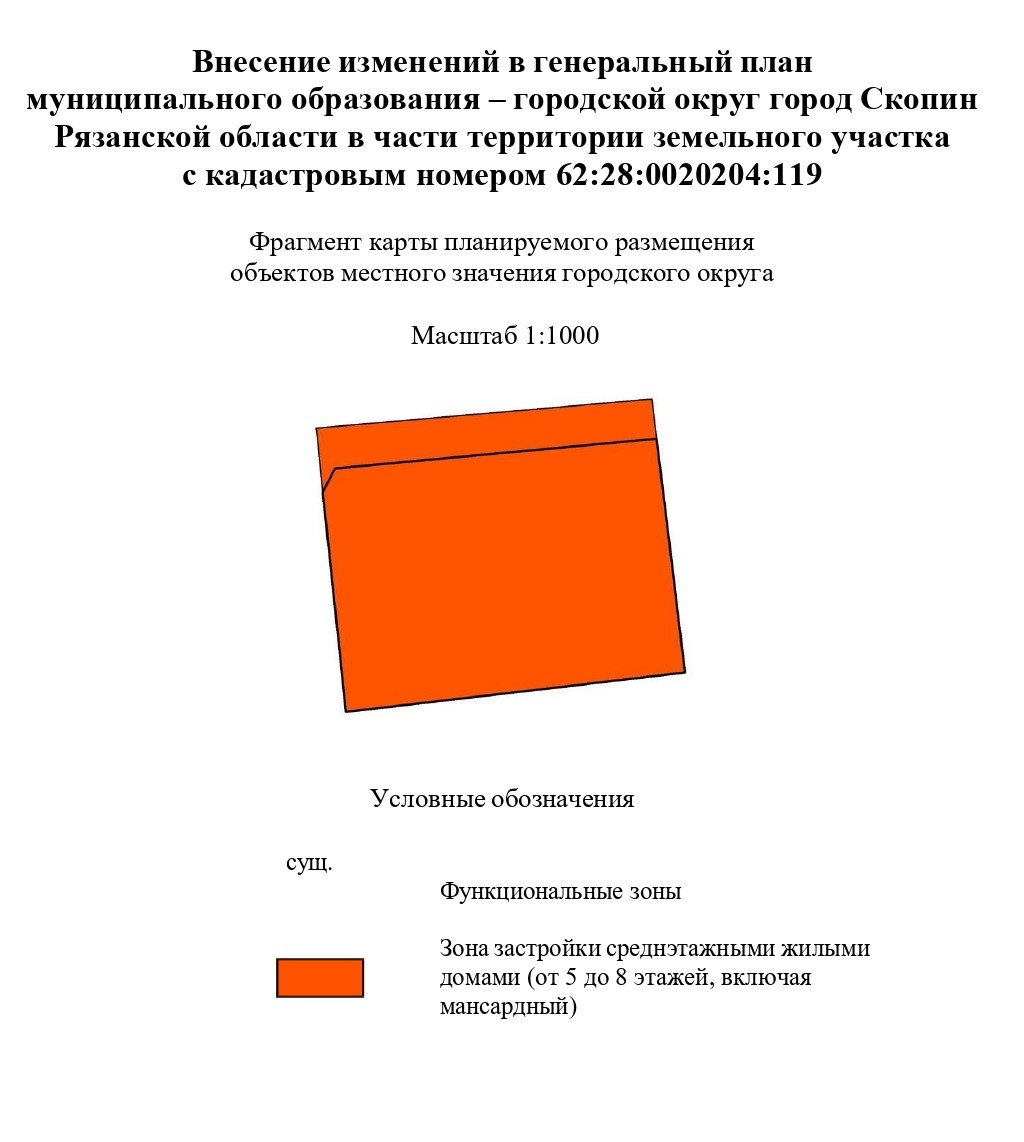 Внесение изменений в генеральный план
муниципального образования – городской округ город Скопин
Рязанской области в части территории земельного участка
с кадастровым номером 62:28:0020204:119
Фрагмент карты планируемого размещения
объектов местного значения городского округа
Масштаб 1:1000
Условные обозначения
сущ.
Функциональные зоны
Зона застройки среднэтажными жилыми
домами (от 5 до 8 этажей, включая
мансардный)